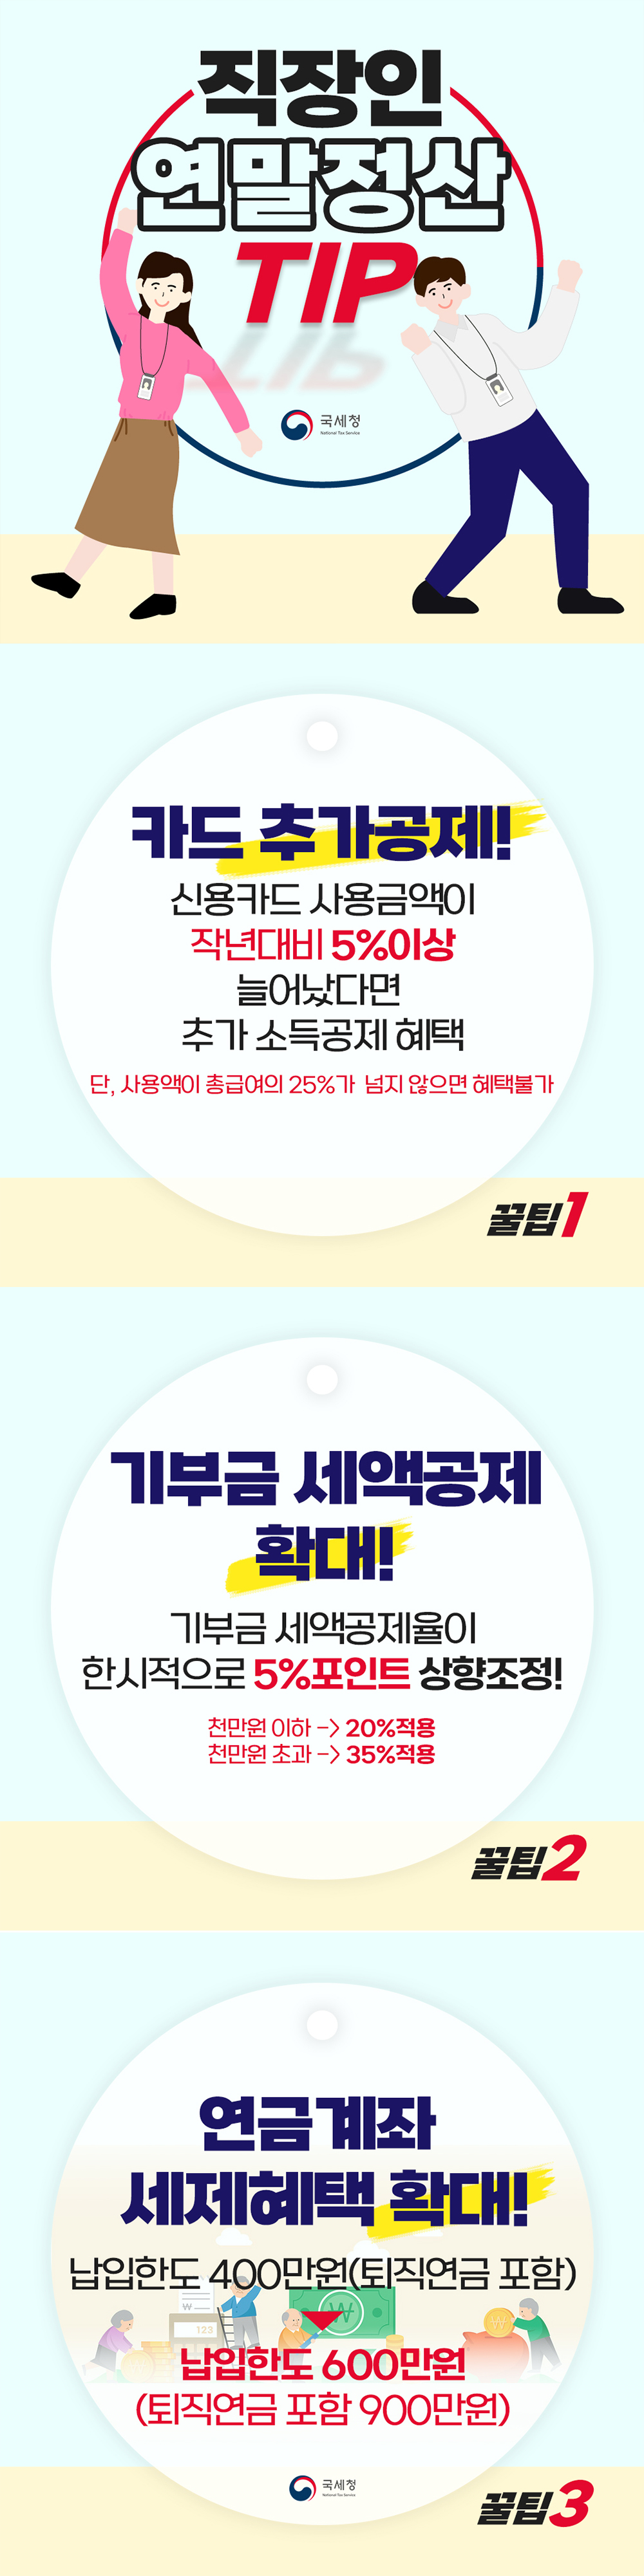 직장인
연말정산
TIP
국세청
National Tax Service
카드 추가공제!
신용카드 사용금액이
작년대비 5%이상
늘어났다면
추가 소득공제 혜택
단, 사용액이 총급여의 25%가 넘지 않으면 혜택불가
꿀팁1
기부금 세액공제
확대!
기부금 세액공제율이
한시적으로 5%포인트 상향조정!
천만원 이하 -> 20%적용
천만원 초과 -> 35%적용
꿀팁2
연금계좌
세제혜택 확대!
납입한도 400만원(퇴직연금 포함)
123
납입한도 600만원
(퇴직연금 포함 900만원)
국세청
National Tax Service
꿀팁3